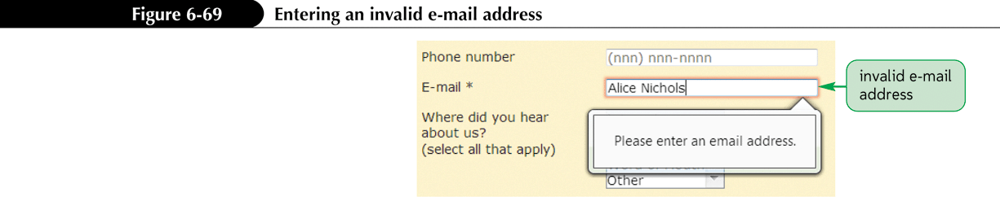 Figure 6-69 Entering an invalid e-mail address
Phone number (nnn) nnn-nnnn
E-mail * Alice Nichols
invalid e-mail
address
Where did you hear
about us?
(select all that apply)
Please enter an email address.
Other